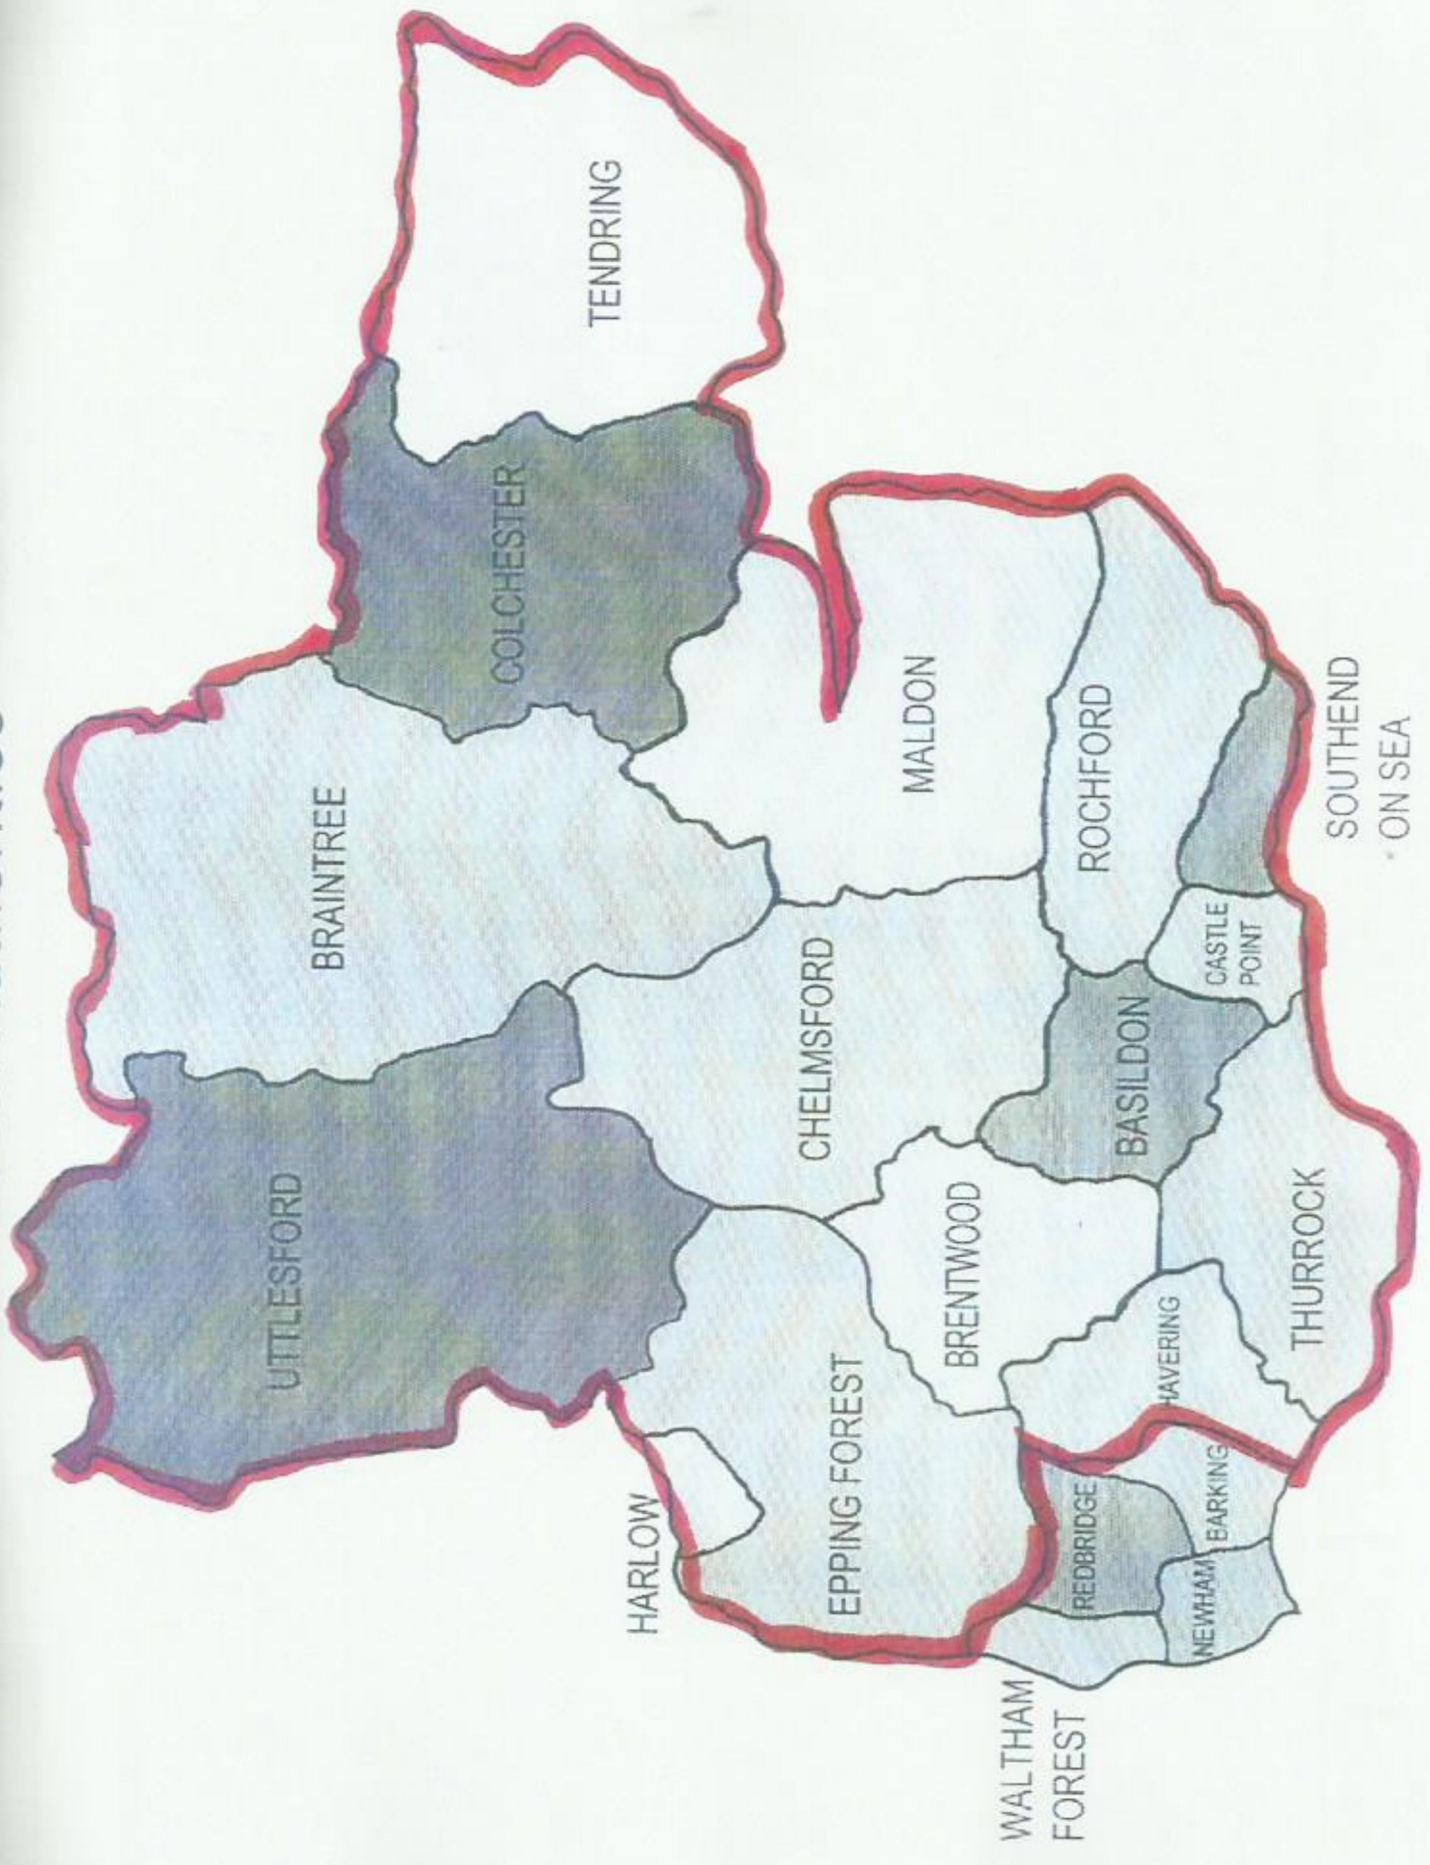 UTTLESFORD
BRAINTREE
COLCHESTER
TENDRING
HARLOW
EPPING FOREST
CHELMSFORD
MALDON
BRENTWOOD
WALTHAM
FOREST
REDBRIDGE
ROCHFORD
BASILDON
HAVERING
NEWHAM
BARKING
CASTLE
POINT
THURROCK
SOUTHEND
ON SEA